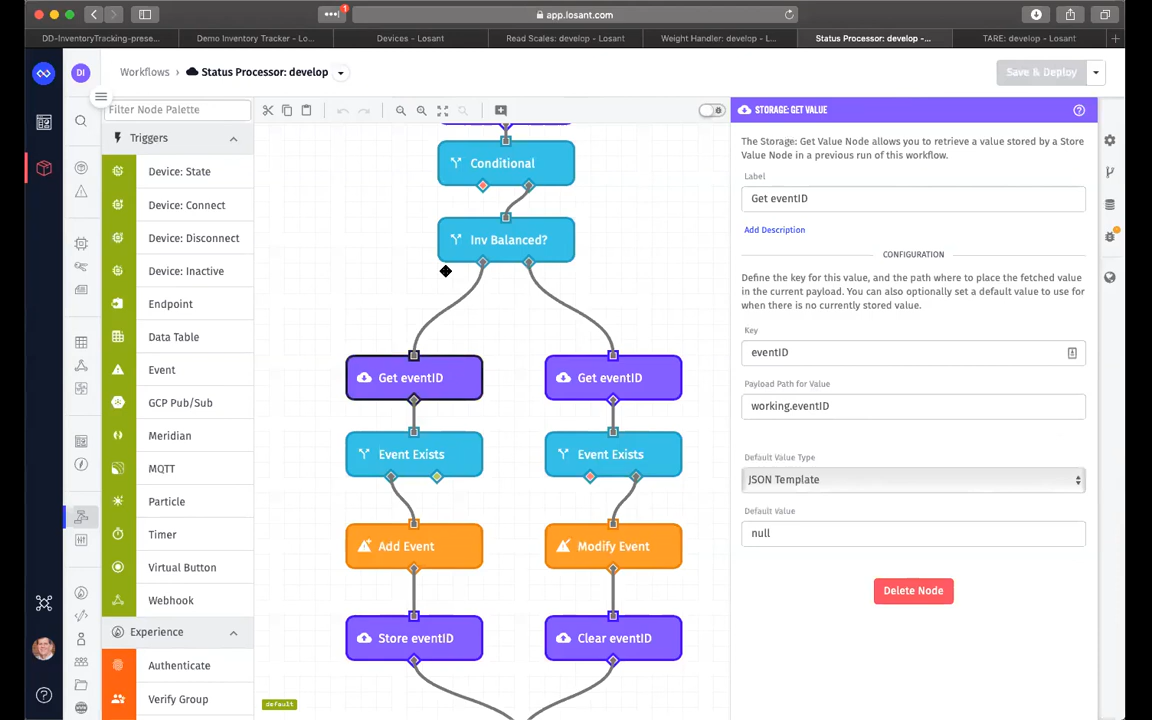 1
app.losant.com
DD-InventoryTracking-prese...
Demo Inventory Tracker - Lo...
Devices - Losant
Read Scales: develop - Losant
Weight Handler: develop - L...
Status Processor: develop -...
TARE: develop - Losant
DI
Workflows › Status Processor: develop
Save & Deploy
Filter Node Palette
Triggers
Device: State
Device: Connect
Device: Disconnect
Device: Inactive
Endpoint
Data Table
Event
GCP Pub/Sub
Meridian
MQTT
Particle
Timer
Virtual Button
Webhook
Experience
Authenticate
Verify Group
Conditional
Inv Balanced?
Get eventID
Get eventID
Event Exists
Event Exists
Add Event
Modify Event
Store eventID
Clear eventID
default
STORAGE: GET VALUE
The Storage: Get Value Node allows you to retrieve a value stored by a Store
Value Node in a previous run of this workflow.
Label
Get eventID
Add Description
CONFIGURATION
Define the key for this value, and the path where to place the fetched value
in the current payload. You can also optionally set a default value to use for
when there is no currently stored value.
Key
eventID
Payload Path for Value
working.eventID
Default Value Type
JSON Template
Default Value
null
Delete Node